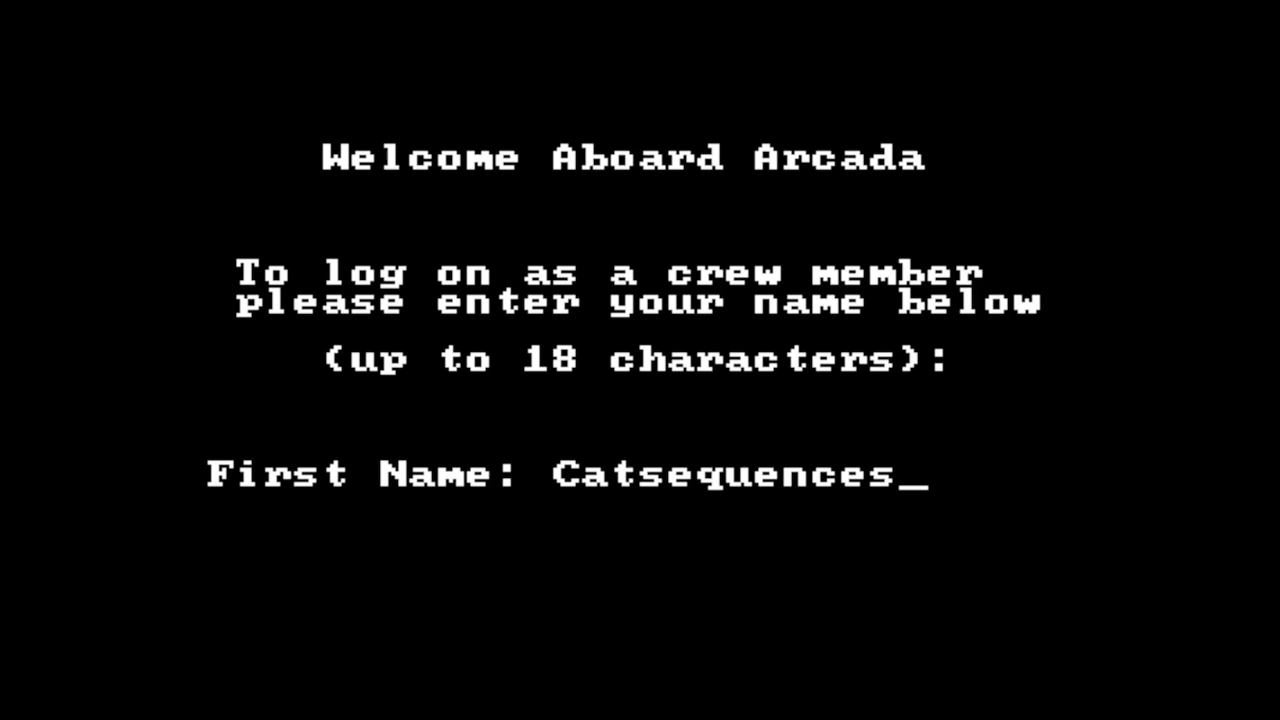 Welcome Aboard Arcada
To log on as a crew member
please enter your name below
(up to 18 characters):
First Name: Catsequences_